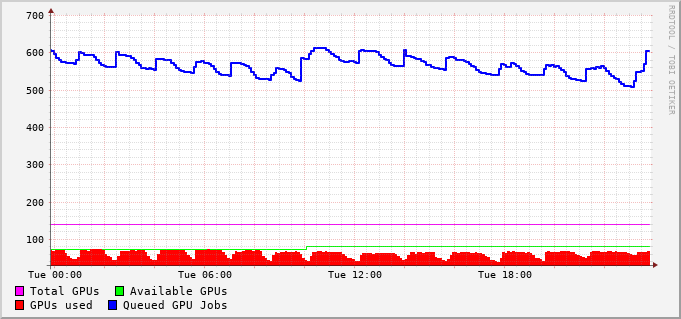 700
600
500
400
300
200
100
Tue 00:00 Tue 06:00 Tue 12:00 Tue 18:00
Total GPUs Available GPUs
GPUs used Queued GPU Jobs
RRDTOOL / TOBI OETIKER